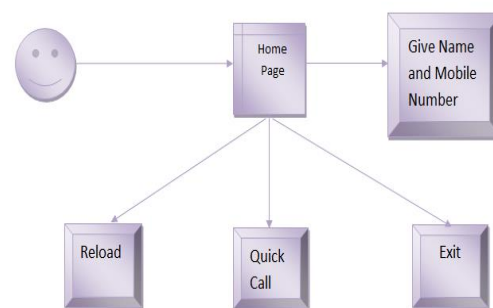 Home
Page
Give Name
and Mobile
Number
Reload
Quick
Call
Exit